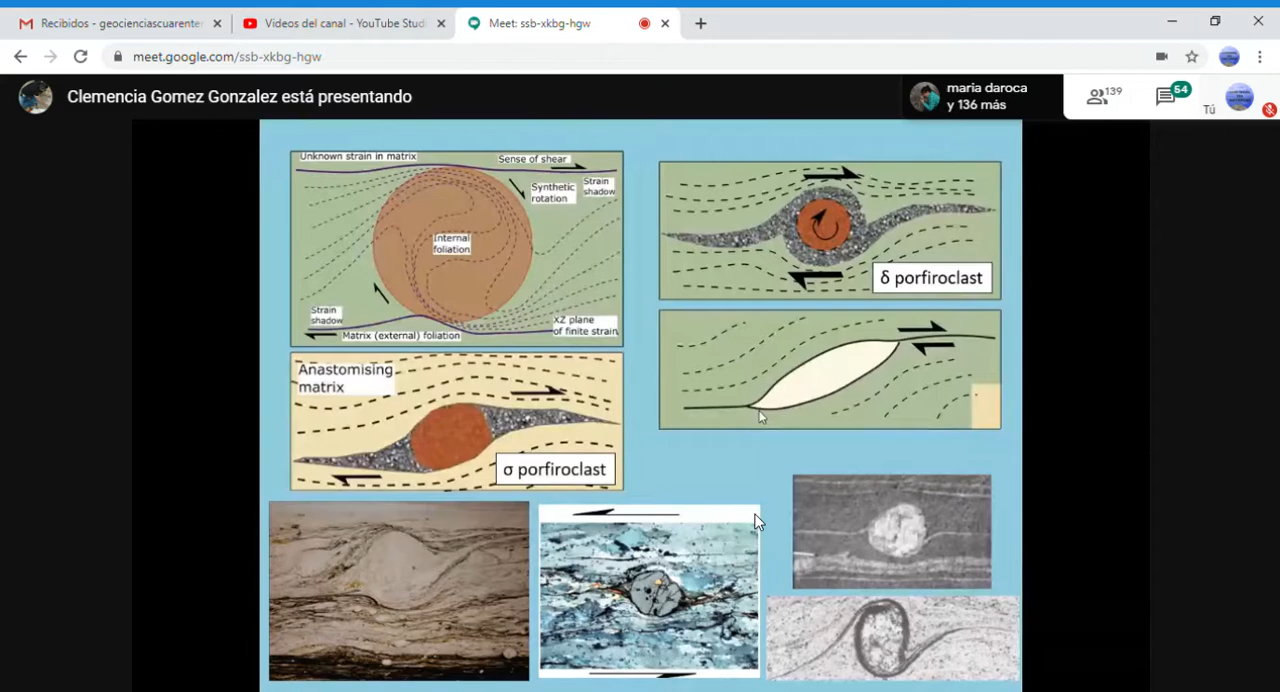 Recibidos - geocienciascuarente
Videos del canal - YouTube Studi
Meet: ssb-xkbg-hgw
meet.google.com/ssb-xkbg-hgw
Clemencia Gomez Gonzalez está presentando
maria daroca
y 136 más
139
54
Tú
Unknown strain in matrix
Sense of shear
Synthetic
rotation
Strain
shadow
Internal
foliation
Strain
shadow
Matrix (external) foliation
XZ plane
of finite strain
δ porfiroclast
Anastomising
matrix
σ porfiroclast